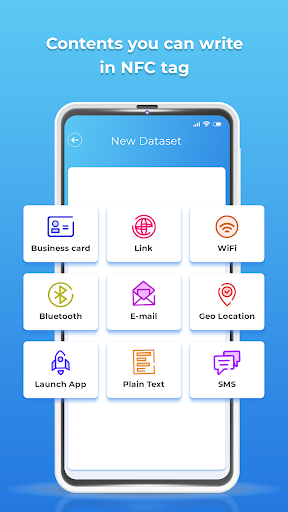 Contents you can write
in NFC tag
New Dataset
Business card
Link
WiFi
Bluetooth
E-mail
Geo Location
Launch App
Plain Text
SMS